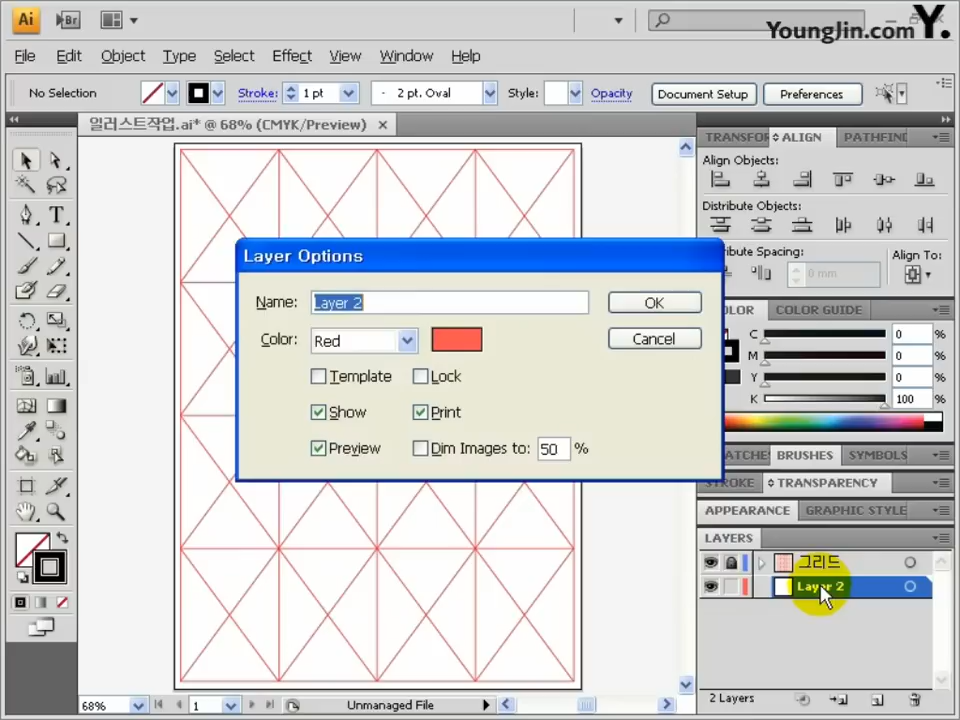 Ai Br
YoungJin.com Y.
File Edit Object Type Select Effect View Window Help
No Selection Stroke: 1 pt 2 pt. Oval Style: Opacity Document Setup Preferences
일러스트작업.ai* @ 68% (CMYK/Preview)
TRANSFOR ALIGN PATHFIN
Align Objects:
Distribute Objects:
ribute Spacing: Align To:
0 mm
Layer Options
Name: Layer 2 OK
Color: Red Cancel
Template Lock
Show Print
Preview Dim Images to: 50 %
OLOR COLOR GUIDE
C 0 %
M 0 %
Y 0 %
K 100 %
ATCHES BRUSHES SYMBOLS
STROKE TRANSPARENCY
APPEARANCE GRAPHIC STYLE
LAYERS
그리드
Layer 2
2 Layers
68% 1 Unmanaged File